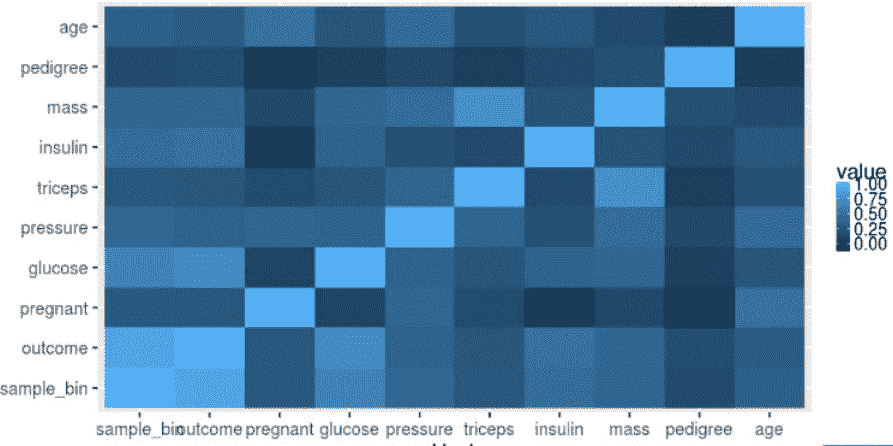 age
pedigree
mass
insulin
triceps
pressure
glucose
pregnant
outcome
sample_bin
sample_bin outcome pregnant glucose pressure triceps insulin mass pedigree age
value
1.00
0.75
0.50
0.25
0.00